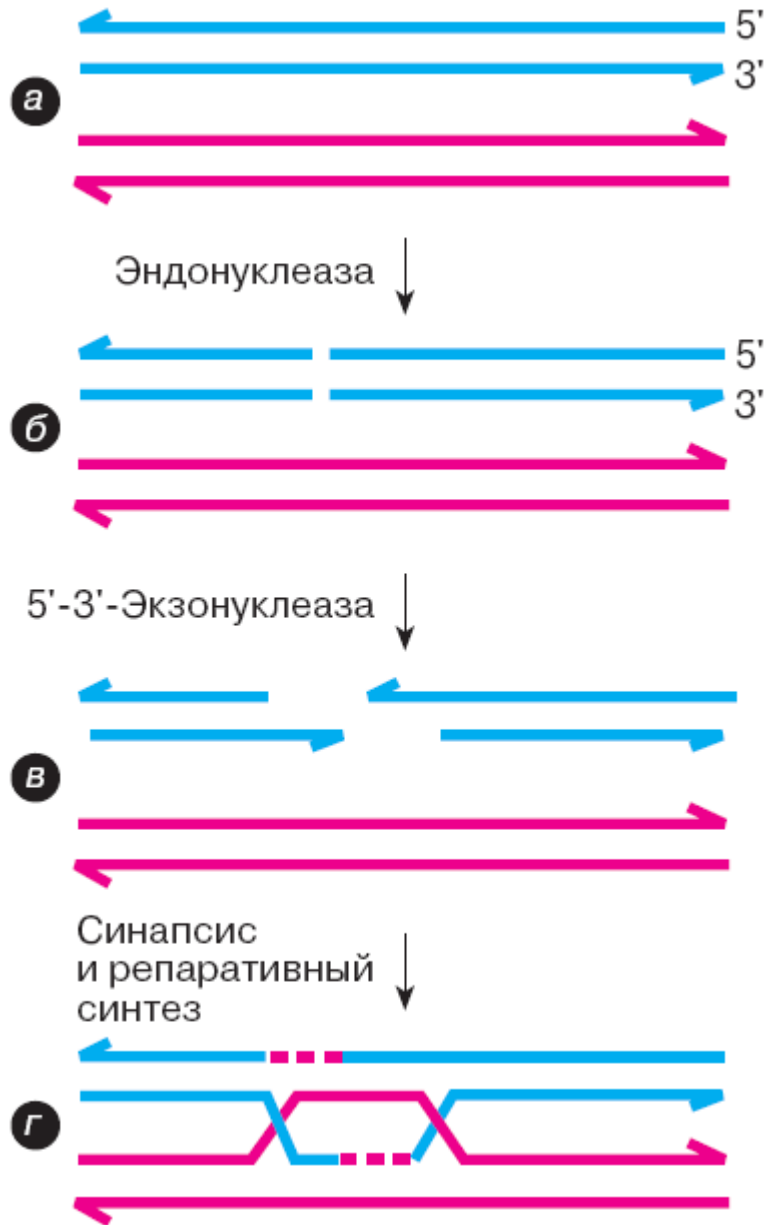 5'
3'
а
Эндонуклеаза
5'
3'
б
5'-3'-Экзонуклеаза
в
Синапсис
и репаративный
синтез
г